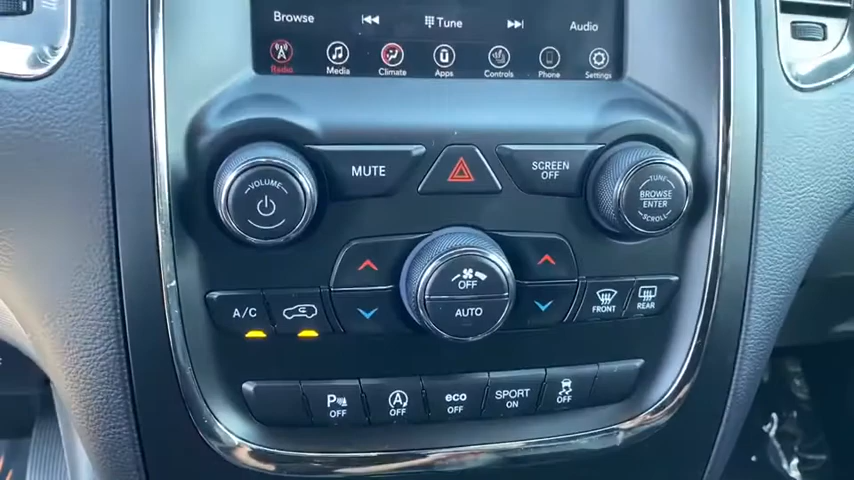 Browse Tune Audio
Radio Media Climate Apps Controls Phone Settings
MUTE
SCREEN
OFF
VOLUME
TUNE
BROWSE
ENTER
SCROLL
OFF
AUTO
A/C
FRONT
REAR
P
OFF
A
OFF
eco
OFF
SPORT
ON
OFF